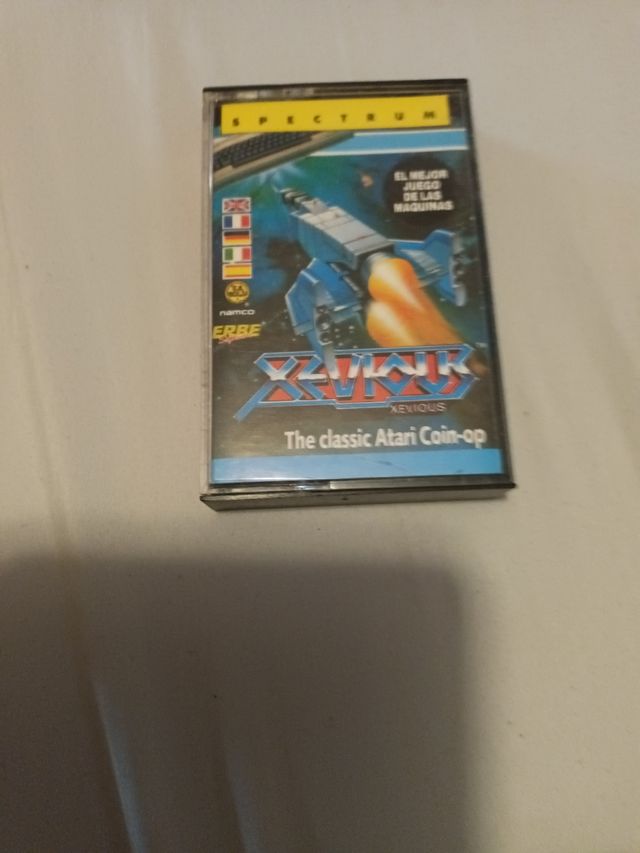 SPECTRUM
EL MEJOR
JUEGO
DE LAS
MAQUINAS
namco
ERBE
XEVIOUS
XEVIOUS
The classic Atari Coin-op